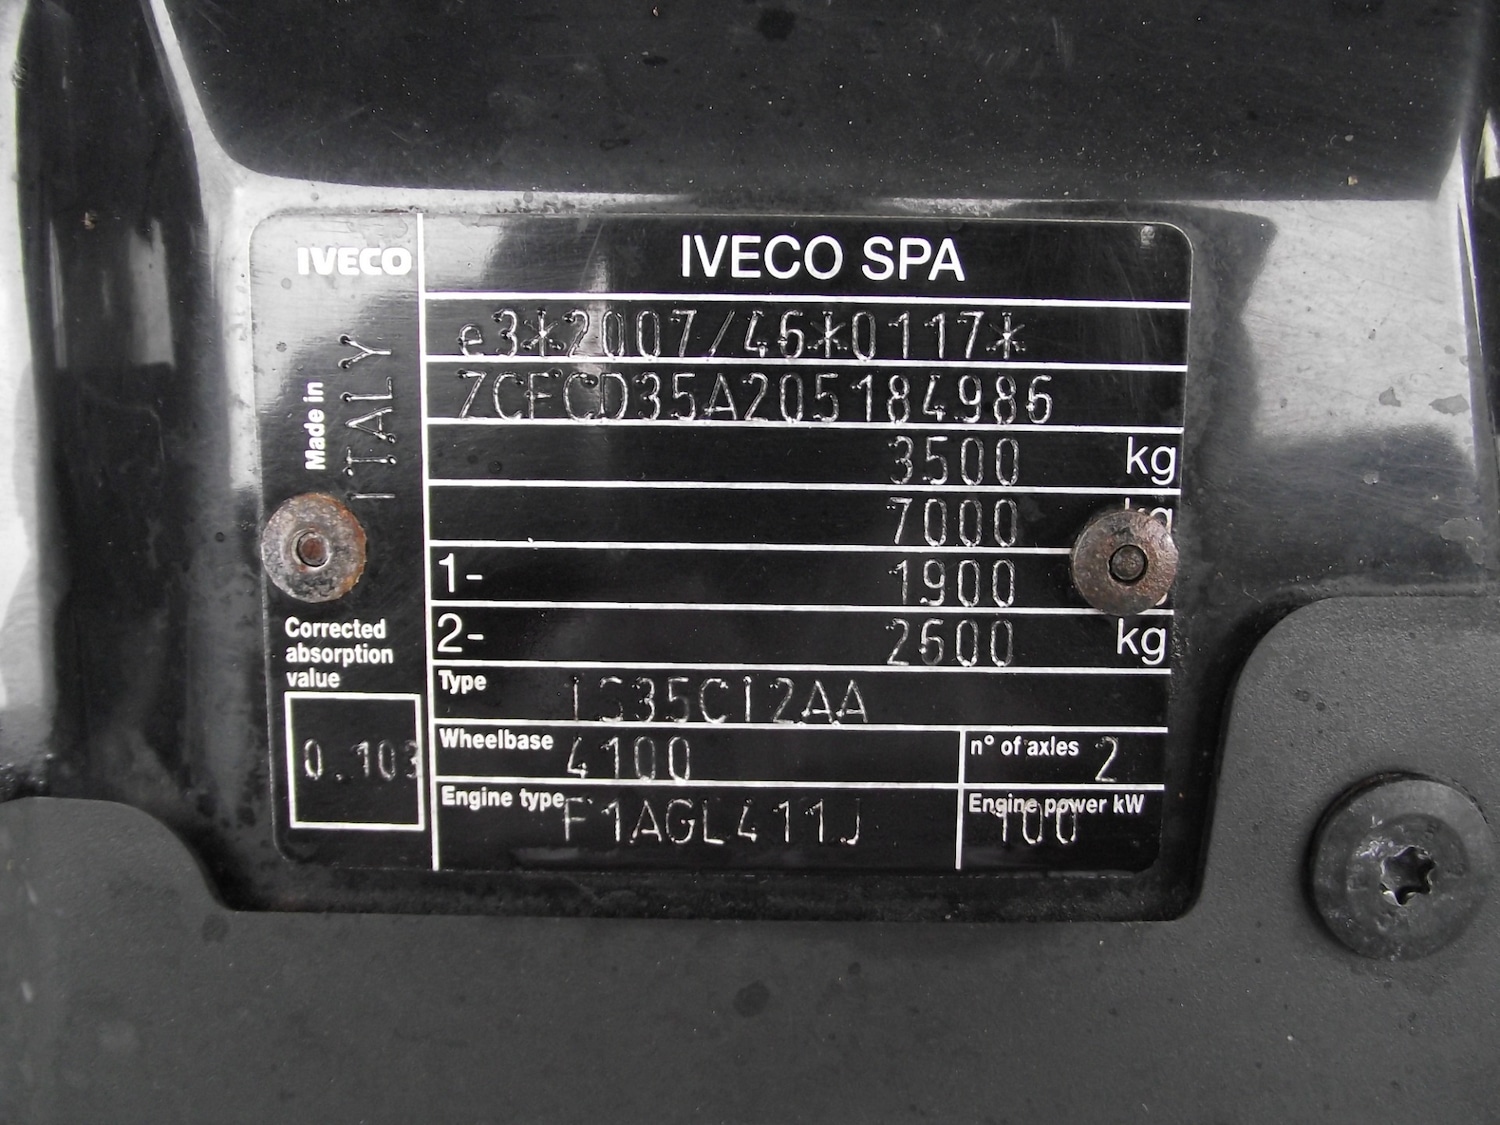 IVECO
IVECO SPA
e3*2007/46*0117*
ZCFCD35A205184986
3500 kg
7000 kg
1- 1900
2- 2600 kg
Made in ITALY
Corrected
absorption
value
0.103
Type IS35CI2AA
Wheelbase 4100
n° of axles 2
Engine type F1AGL411J
Engine power kW 100